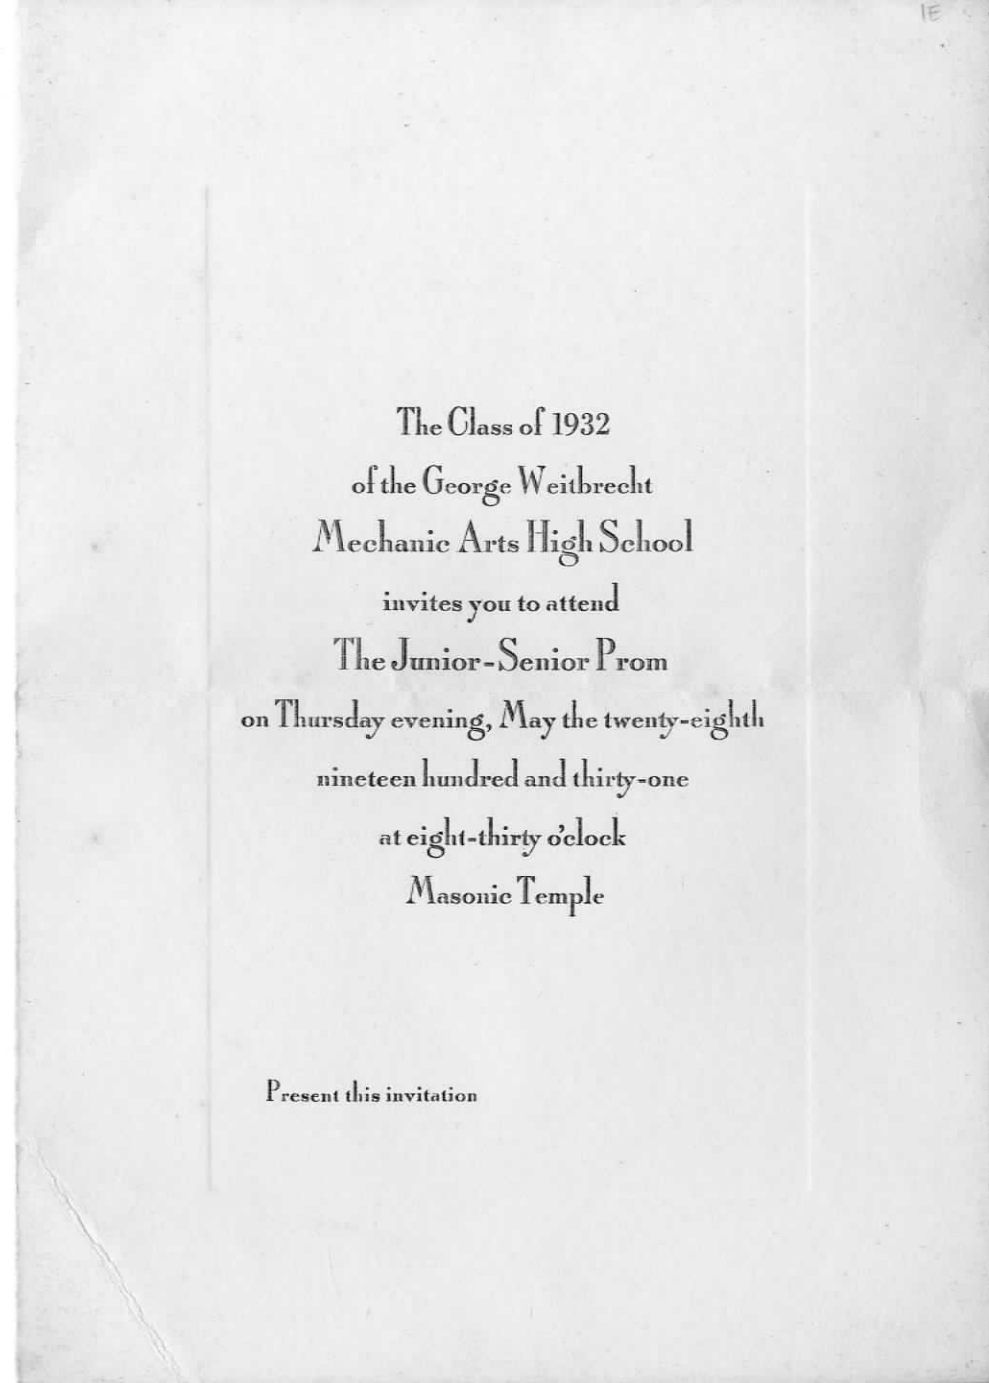 1E
The Class of 1932
of the George Weitbrecht
Mechanic Arts High School
invites you to attend
The Junior-Senior Prom
on Thursday evening, May the twenty-eighth
nineteen hundred and thirty-one
at eight-thirty o'clock
Masonic Temple
Present this invitation